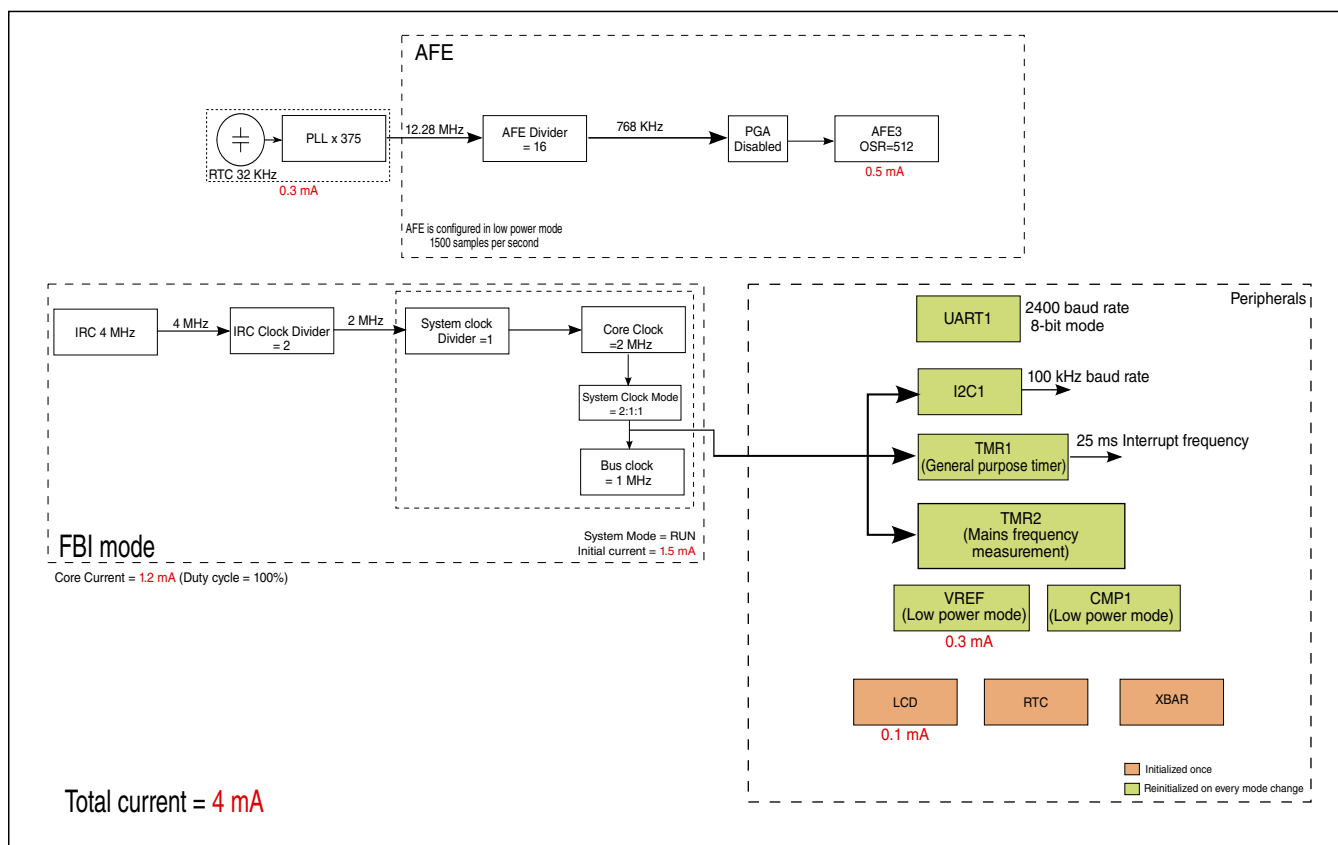 AFE
RTC 32 KHz
PLL x 375
0.3 mA
12.28 MHz
AFE Divider
= 16
768 KHz
PGA
Disabled
AFE3
OSR=512
0.5 mA
AFE is configured in low power mode
1500 samples per second
IRC 4 MHz
4 MHz
IRC Clock Divider
= 2
2 MHz
System clock
Divider =1
Core Clock
=2 MHz
System Clock Mode
= 2:1:1
Bus clock
= 1 MHz
FBI mode
System Mode = RUN
Initial current = 1.5 mA
Core Current = 1.2 mA (Duty cycle = 100%)
Peripherals
UART1
2400 baud rate
8-bit mode
I2C1
100 kHz baud rate
TMR1
(General purpose timer)
25 ms Interrupt frequency
TMR2
(Mains frequency
measurement)
VREF
(Low power mode)
0.3 mA
CMP1
(Low power mode)
LCD
0.1 mA
RTC
XBAR
Initialized once
Reinitialized on every mode change
Total current = 4 mA